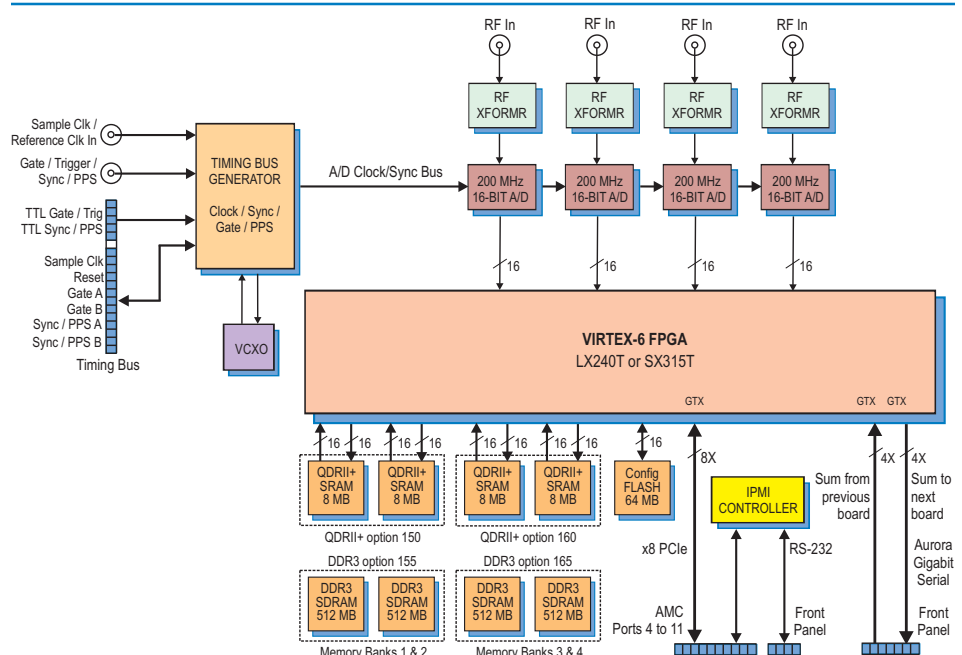 RF In
RF In
RF In
RF In
RF
XFORMR
RF
XFORMR
RF
XFORMR
RF
XFORMR
Sample Clk /
Reference Clk In
Gate / Trigger /
Sync / PPS
TTL Gate / Trig
TTL Sync / PPS
Sample Clk
Reset
Gate A
Gate B
Sync / PPS A
Sync / PPS B
Timing Bus
TIMING BUS
GENERATOR
Clock / Sync /
Gate / PPS
VCXO
A/D Clock/Sync Bus
200 MHz
16-BIT A/D
200 MHz
16-BIT A/D
200 MHz
16-BIT A/D
200 MHz
16-BIT A/D
16
16
16
16
VIRTEX-6 FPGA
LX240T or SX315T
GTX
GTX
GTX
16
16
16
16
16
16
16
16
16
8X
4X
4X
QDRII+
SRAM
8 MB
QDRII+
SRAM
8 MB
QDRII+
SRAM
8 MB
QDRII+
SRAM
8 MB
Config
FLASH
64 MB
QDRII+ option 150
QDRII+ option 160
DDR3 option 155
DDR3 option 165
DDR3
SDRAM
512 MB
DDR3
SDRAM
512 MB
DDR3
SDRAM
512 MB
DDR3
SDRAM
512 MB
Memory Banks 1 & 2
Memory Banks 3 & 4
IPMI
CONTROLLER
x8 PCIe
RS-232
AMC
Ports 4 to 11
Front
Panel
Sum from
previous
board
Sum to
next
board
Aurora
Gigabit
Serial
Front
Panel